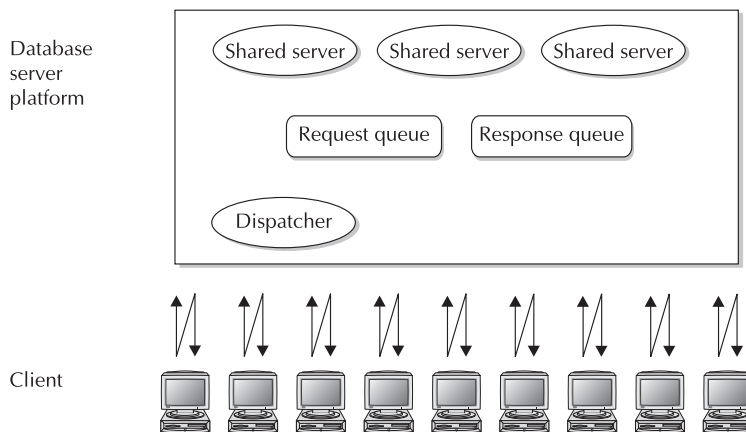 Database
server
platform
Shared server
Shared server
Shared server
Request queue
Response queue
Dispatcher
Client